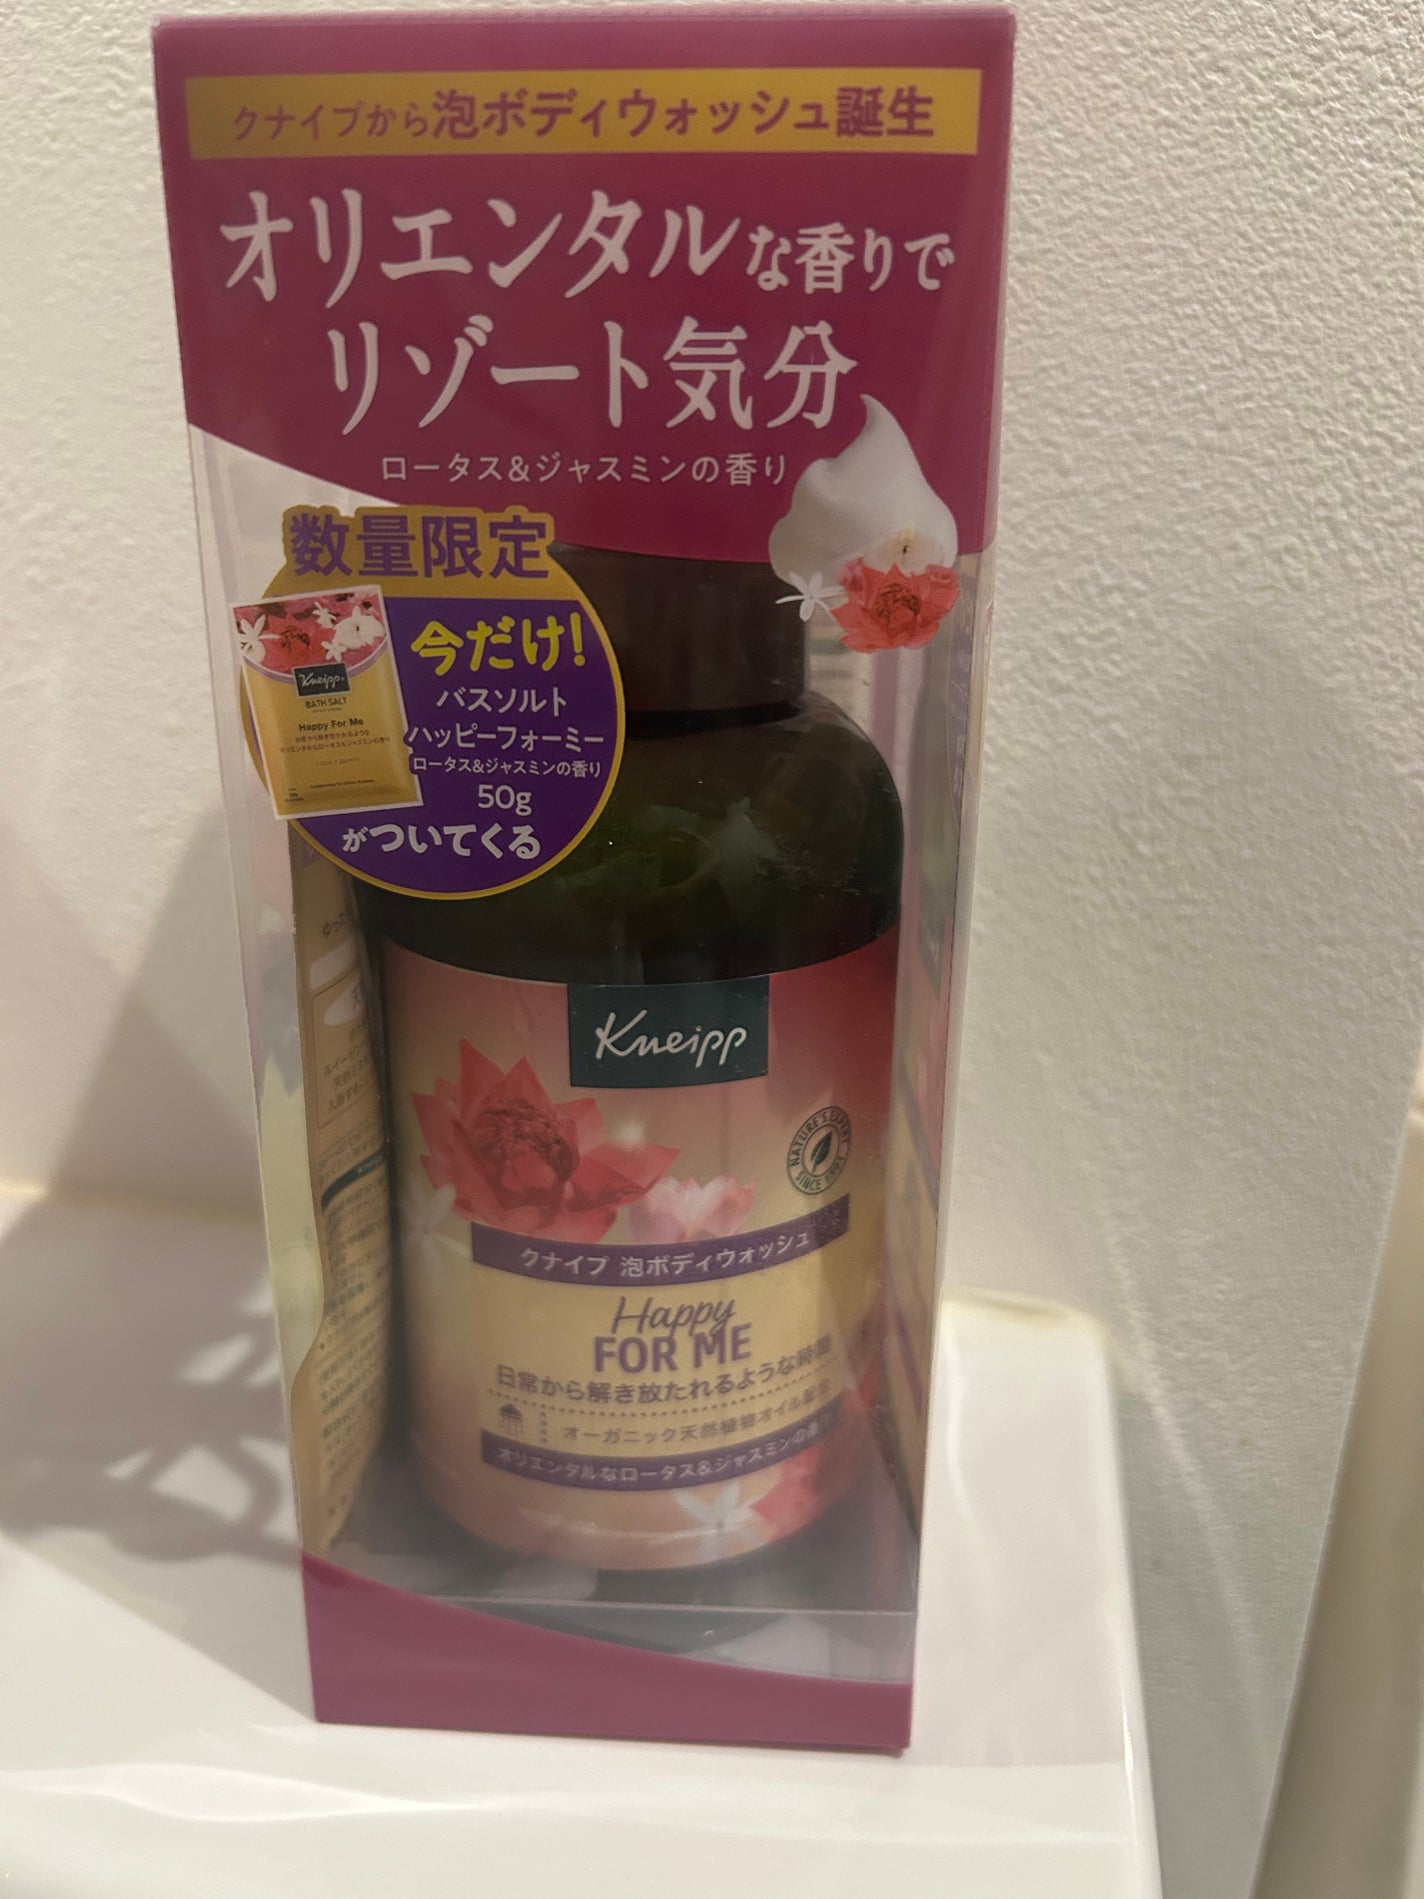 クナイプから泡ボディウォッシュ誕生
オリエンタルな香りで
リゾート気分
ロータス&ジャスミンの香り
数量限定
今だけ!
バスソルト
ハッピーフォーミー
ロータス&ジャスミンの香り
50g
がついてくる
Kneipp
BATH SALT
Happy For Me
Kneipp
NATURE'S EXPERT
SINCE 1891
クナイプ 泡ボディウォッシュ
Happy
FOR ME
日常から解き放たれるような時間
オーガニック天然植物オイル配合
オリエンタルなロータス&ジャスミンの香り